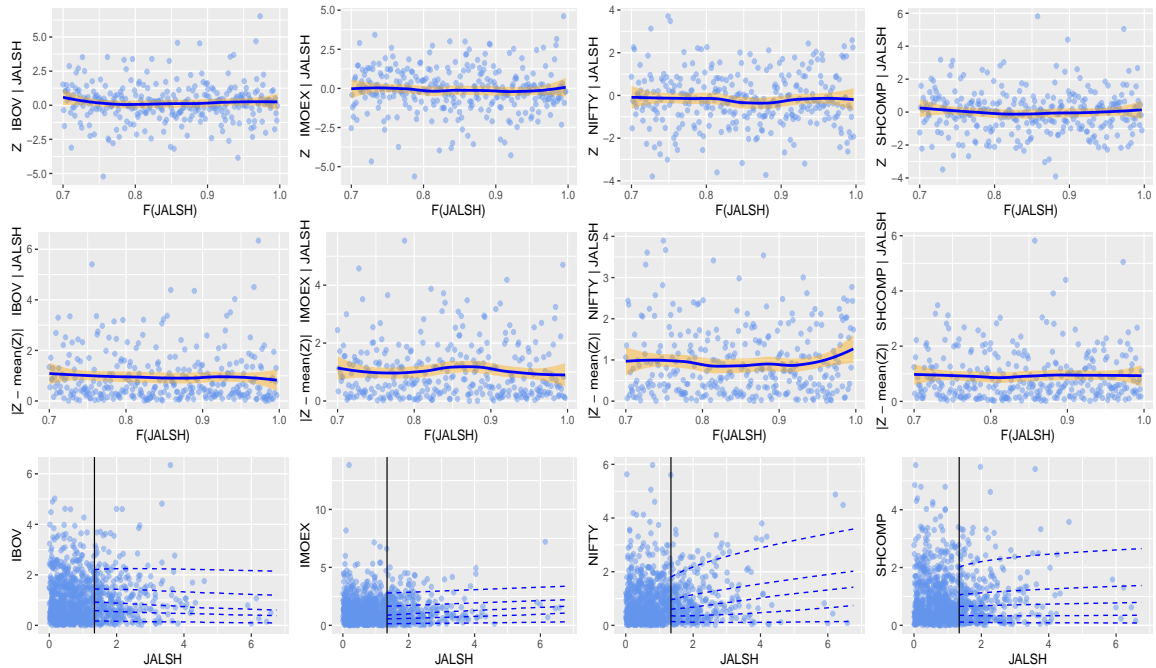 Z   IBOV | JALSH
5.0
2.5
0.0
−2.5
−5.0
0.7 0.8 0.9 1.0
F(JALSH)
Z   IMOEX | JALSH
5.0
2.5
0.0
−2.5
−5.0
0.7 0.8 0.9 1.0
F(JALSH)
Z   NIFTY | JALSH
4
2
0
−2
−4
0.7 0.8 0.9 1.0
F(JALSH)
Z   SHCOMP | JALSH
6
4
2
0
−2
−4
0.7 0.8 0.9 1.0
F(JALSH)
|Z − mean(Z)|   IBOV | JALSH
6
4
2
0
0.7 0.8 0.9 1.0
F(JALSH)
|Z − mean(Z)|   IMOEX | JALSH
4
2
0
0.7 0.8 0.9 1.0
F(JALSH)
|Z − mean(Z)|   NIFTY | JALSH
4
3
2
1
0
0.7 0.8 0.9 1.0
F(JALSH)
|Z − mean(Z)|   SHCOMP | JALSH
6
4
2
0
0.7 0.8 0.9 1.0
F(JALSH)
IBOV
6
4
2
0
0 2 4 6
JALSH
IMOEX
10
5
0
0 2 4 6
JALSH
NIFTY
6
4
2
0
0 2 4 6
JALSH
SHCOMP
4
2
0
0 2 4 6
JALSH